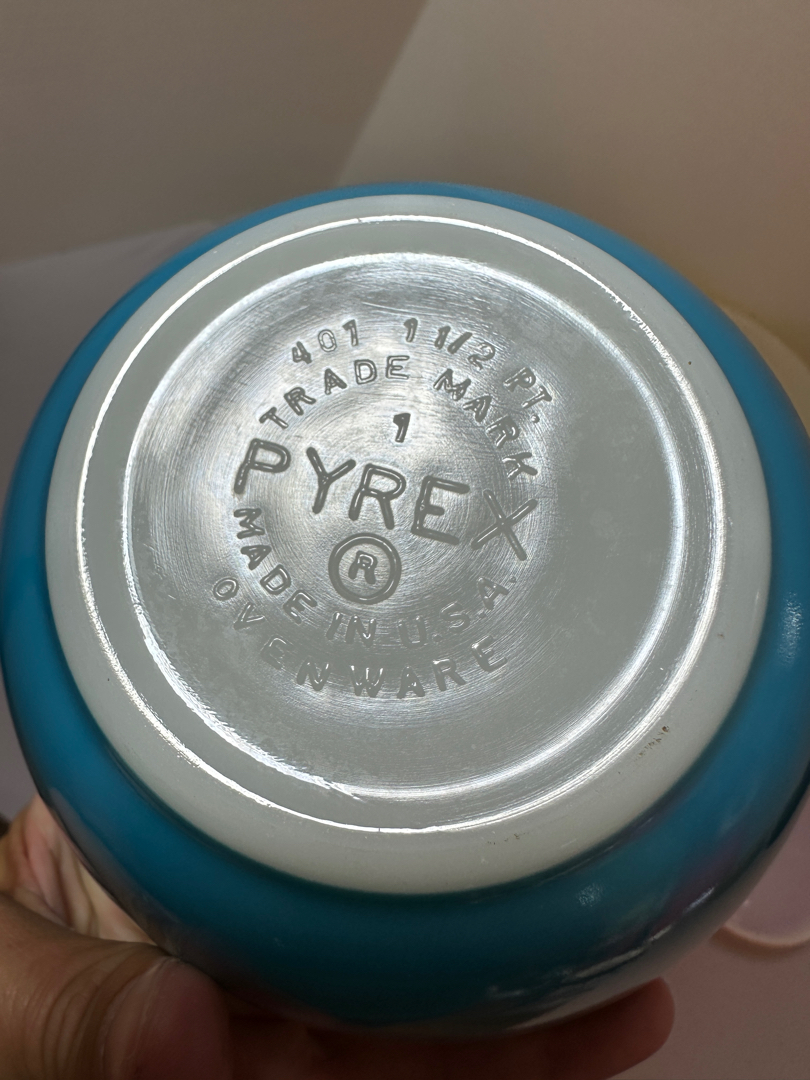 401 1 1/2 PT.
TRADE MARK
1
PYREX
®
MADE IN U.S.A.
OVENWARE